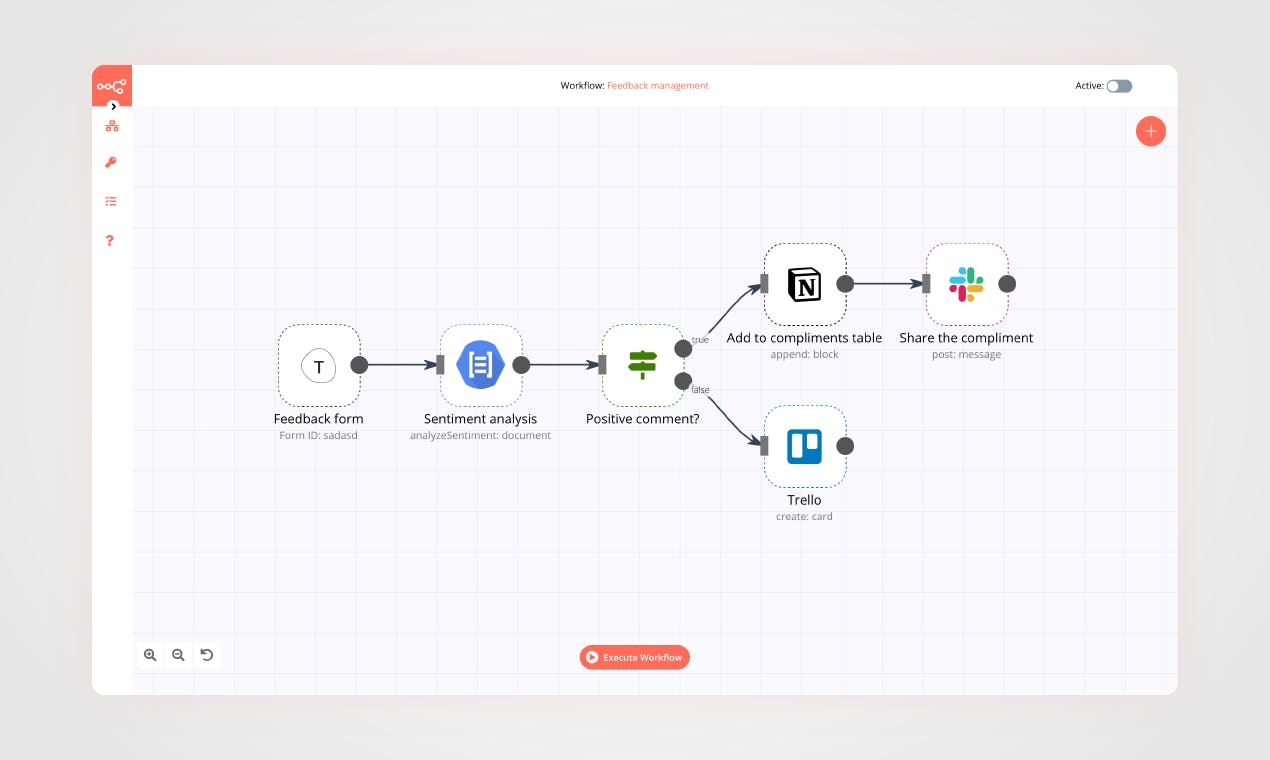 Workflow: Feedback management
Active:
?
true
Add to compliments table
append: block
Share the compliment
post: message
T
Feedback form
Form ID: sadasd
Sentiment analysis
analyzeSentiment: document
Positive comment?
false
N
Trello
create: card
Execute Workflow